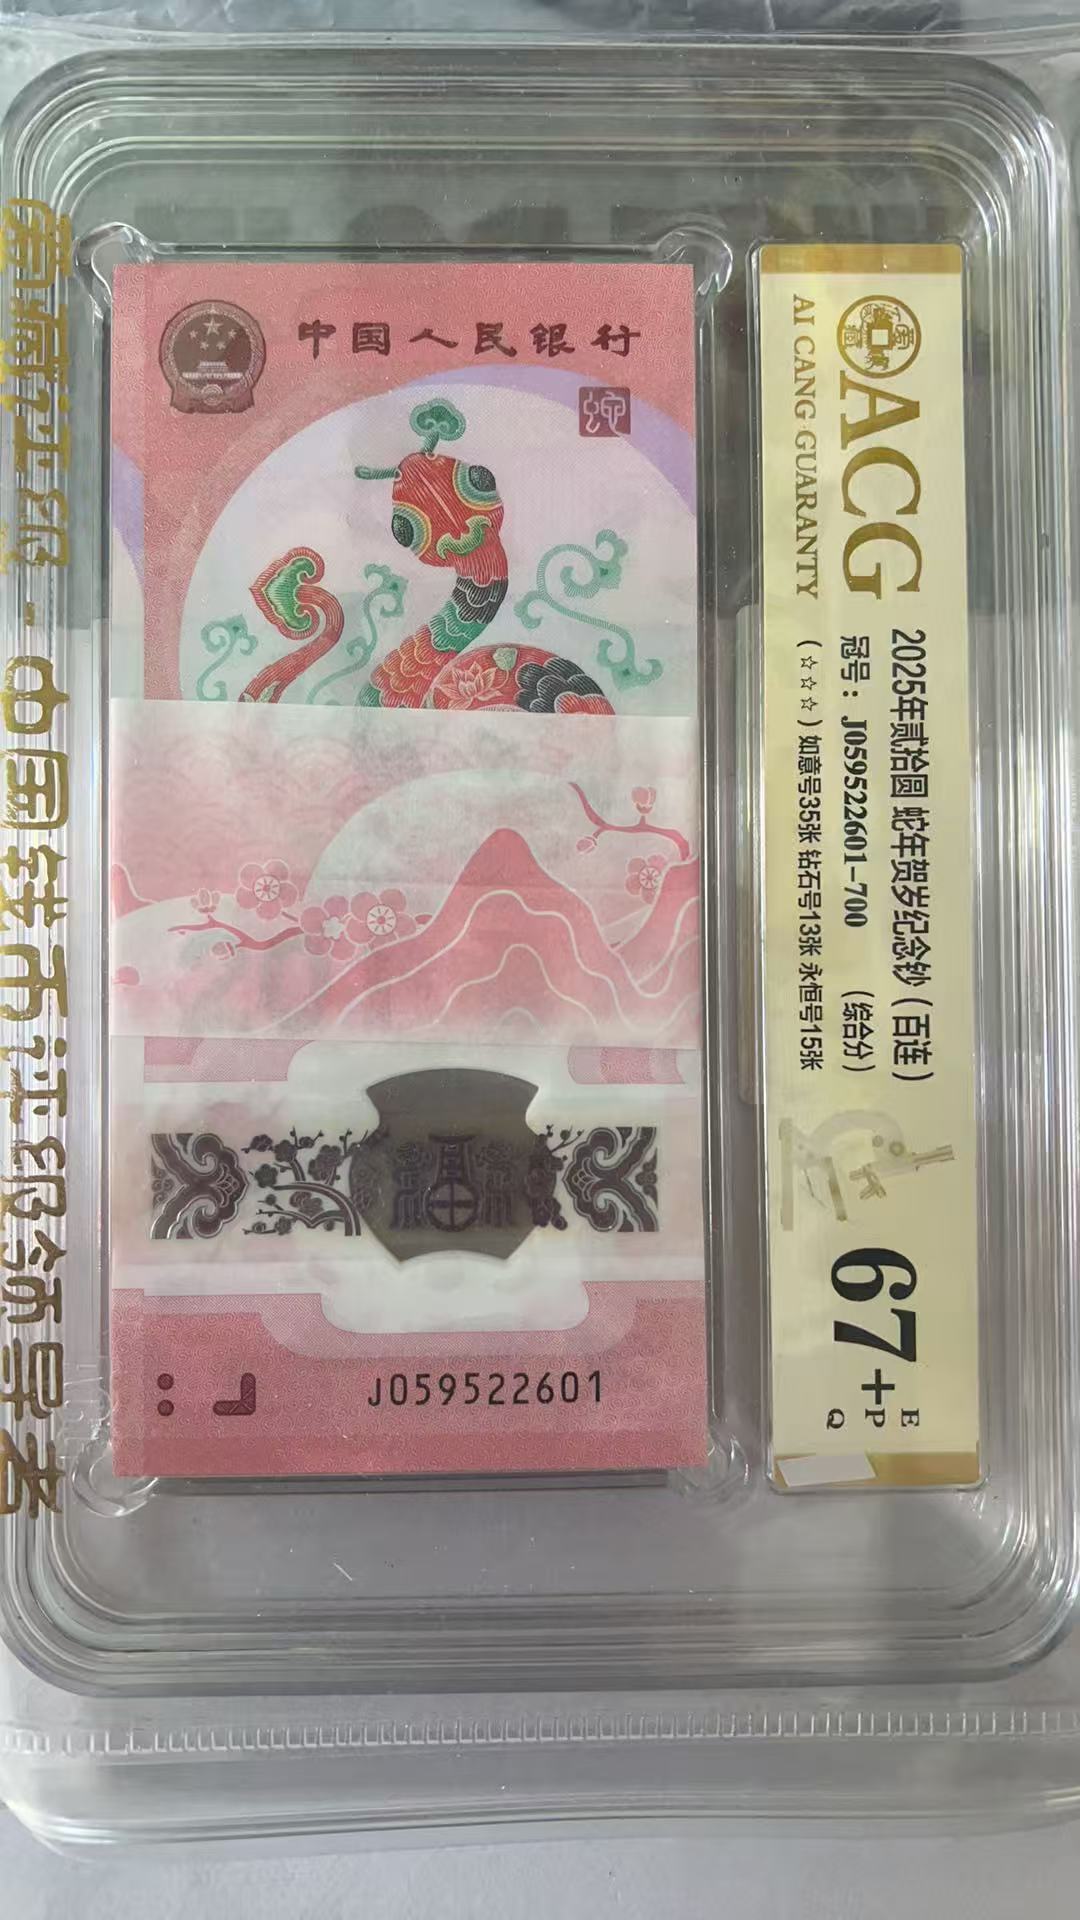 中国人民银行
蛇
J059522601
ACG
AI CANG GUARANTY
2025年贰拾圆 蛇年贺岁纪念钞（百连）
冠号：J059522601-700 （综合分）
（☆☆☆）如意号35张 钻石号13张 永恒号15张
67+
E
P
Q
爱藏评级 - 中国钱币评级领导者